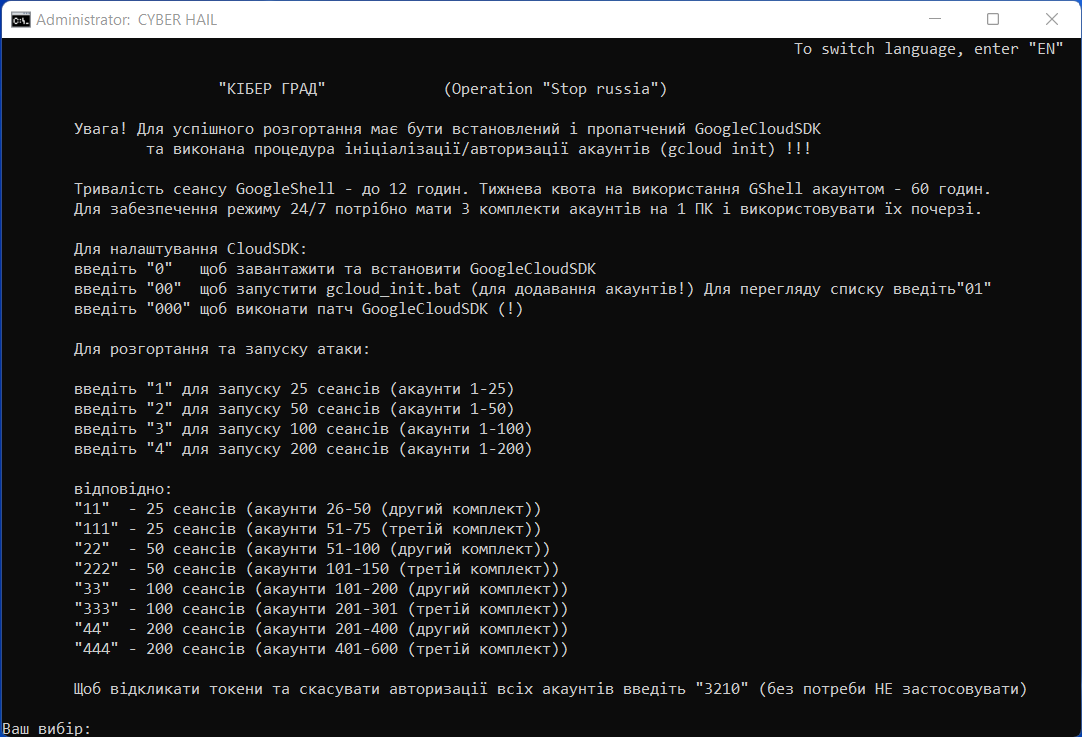 Administrator: CYBER HAIL
To switch language, enter "EN"
"КІБЕР ГРАД" (Operation "Stop russia")
Увага! Для успішного розгортання має бути встановлений і пропатчений GoogleCloudSDK
та виконана процедура ініціалізації/авторизації акаунтів (gcloud init) !!!
Тривалість сеансу GoogleShell - до 12 годин. Тижнева квота на використання GShell акаунтом - 60 годин.
Для забезпечення режиму 24/7 потрібно мати 3 комплекти акаунтів на 1 ПК і використовувати їх почерзі.
Для налаштування CloudSDK:
введіть "0" щоб завантажити та встановити GoogleCloudSDK
введіть "00" щоб запустити gcloud_init.bat (для додавання акаунтів!) Для перегляду списку введіть"01"
введіть "000" щоб виконати патч GoogleCloudSDK (!)
Для розгортання та запуску атаки:
введіть "1" для запуску 25 сеансів (акаунти 1-25)
введіть "2" для запуску 50 сеансів (акаунти 1-50)
введіть "3" для запуску 100 сеансів (акаунти 1-100)
введіть "4" для запуску 200 сеансів (акаунти 1-200)
відповідно:
"11" - 25 сеансів (акаунти 26-50 (другий комплект))
"111" - 25 сеансів (акаунти 51-75 (третій комплект))
"22" - 50 сеансів (акаунти 51-100 (другий комплект))
"222" - 50 сеансів (акаунти 101-150 (третій комплект))
"33" - 100 сеансів (акаунти 101-200 (другий комплект))
"333" - 100 сеансів (акаунти 201-301 (третій комплект))
"44" - 200 сеансів (акаунти 201-400 (другий комплект))
"444" - 200 сеансів (акаунти 401-600 (третій комплект))
Щоб відкликати токени та скасувати авторизації всіх акаунтів введіть "3210" (без потреби НЕ застосовувати)
Ваш вибір: